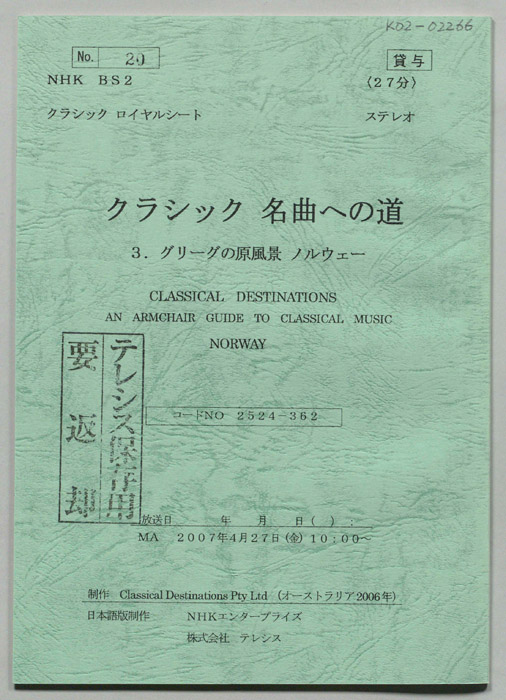 K02-02266
No. 20
貸与
NHK BS2
〈27分〉
クラシック ロイヤルシート
ステレオ
クラシック 名曲への道
3. グリーグの原風景 ノルウェー
CLASSICAL DESTINATIONS
AN ARMCHAIR GUIDE TO CLASSICAL MUSIC
NORWAY
テレシス保存用
要返却
コードNO 2524-362
放送日 年 月 日( ) :
MA 2007年4月27日(金)10:00～
制作 Classical Destinations Pty Ltd (オーストラリア2006年)
日本語版制作 NHKエンタープライズ
株式会社 テレシス